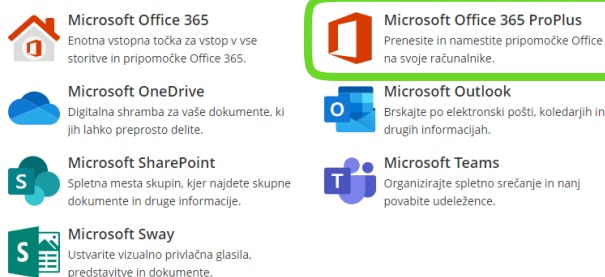 Microsoft Office 365
Enotna vstopna točka za vstop v vse
storitve in pripomočke Office 365.
Microsoft Office 365 ProPlus
Prenesite in namestite pripomočke Office
na svoje računalnike.
Microsoft OneDrive
Digitalna shramba za vaše dokumente, ki
jih lahko preprosto delite.
Microsoft Outlook
Brskajte po elektronski pošti, koledarjih in
drugih informacijah.
Microsoft SharePoint
Spletna mesta skupin, kjer najdete skupne
dokumente in druge informacije.
Microsoft Teams
Organizirajte spletno srečanje in nanj
povabite udeležence.
Microsoft Sway
Ustvarite vizualno privlačna glasila,
predstavitve in dokumente.